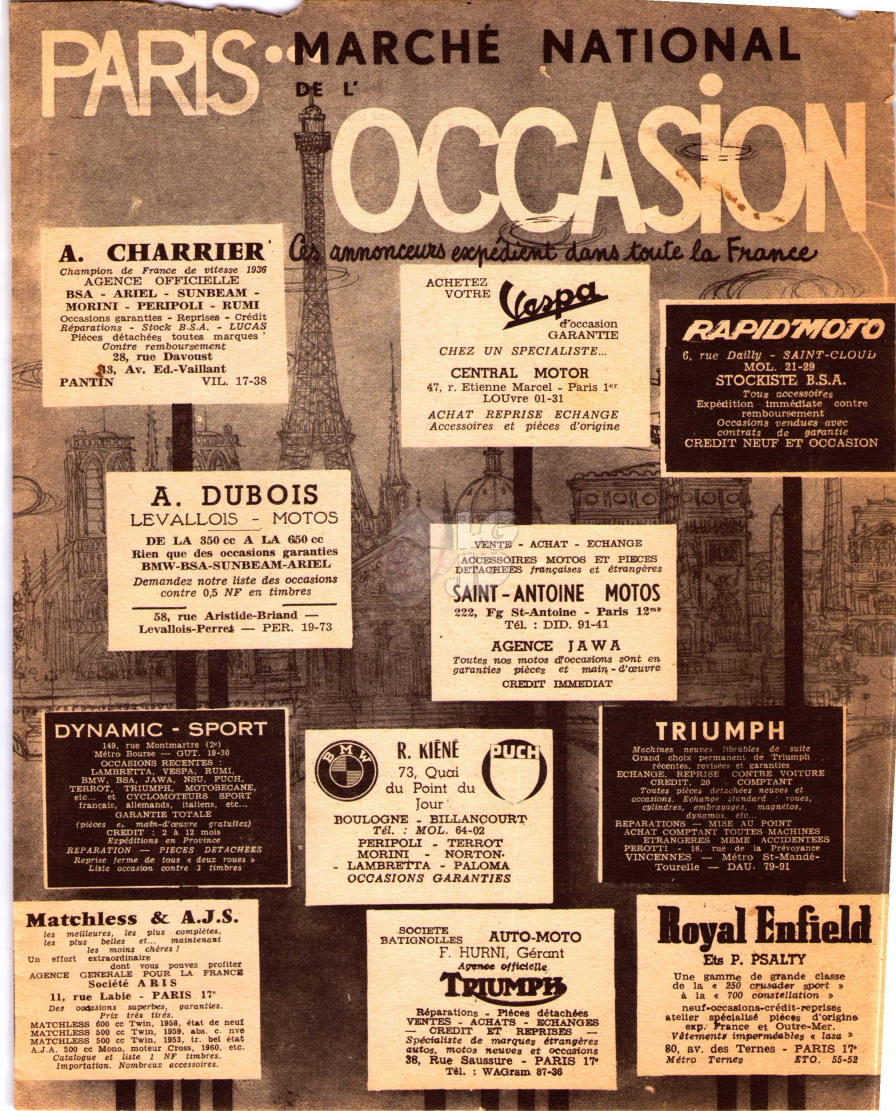 PARIS.. MARCHÉ NATIONAL
DE L'
OCCASION
Ces annonceurs expédient dans toute la France
A. CHARRIER
Champion de France de vitesse 1936
AGENCE OFFICIELLE
BSA - ARIEL - SUNBEAM -
MORINI - PERIPOLI - RUMI
Occasions garanties - Reprises - Crédit
Réparations - Stock B.S.A. - LUCAS
Pièces détachées toutes marques
Contre remboursement
28, rue Davoust
13, Av. Ed.-Vaillant
PANTIN VIL. 17-38
ACHETEZ
VOTRE Vespa
d'occasion
GARANTIE
CHEZ UN SPECIALISTE...
CENTRAL MOTOR
47, r. Etienne Marcel - Paris 1er
LOUvre 01-31
ACHAT REPRISE ECHANGE
Accessoires et pièces d'origine
RAPID'MOTO
6, rue Dailly - SAINT-CLOUD
MOL. 21-29
STOCKISTE B.S.A.
Tous accessoires
Expédition immédiate contre
remboursement
Occasions vendues avec
contrats de garantie
CREDIT NEUF ET OCCASION
A. DUBOIS
LEVALLOIS - MOTOS
DE LA 350 cc A LA 650 cc
Rien que des occasions garanties
BMW-BSA-SUNBEAM-ARIEL
Demandez notre liste des occasions
contre 0,5 NF en timbres
58, rue Aristide-Briand —
Levallois-Perret — PER. 19-73
VENTE - ACHAT - ECHANGE
ACCESSOIRES MOTOS ET PIECES
DETACHEES françaises et étrangères
SAINT-ANTOINE MOTOS
222, Fg St-Antoine - Paris 12me
Tél. : DID. 91-41
AGENCE JAWA
Toutes nos motos d'occasions sont en
garanties pièces et main-d'œuvre
CREDIT IMMEDIAT
DYNAMIC - SPORT
149, rue Montmartre (2e)
Métro Bourse — GUT. 19-30
OCCASIONS RECENTES :
LAMBRETTA, VESPA, RUMI,
BMW, BSA, JAWA, NSU, PUCH,
TERROT, TRIUMPH, MOTOBECANE,
etc... et CYCLOMOTEURS SPORT
français, allemands, italiens, etc...
GARANTIE TOTALE
(pièces et main-d'œuvre gratuites)
CREDIT : 2 à 12 mois
Expéditions en Province
REPARATION — PIECES DETACHEES
Reprise ferme de tous « deux roues »
Liste occasion contre 3 timbres
BMW
R. KIÉNÉ
PUCH
73, Quai
du Point du
Jour
BOULOGNE - BILLANCOURT
Tél. : MOL. 64-02
PERIPOLI - TERROT
MORINI - NORTON-
- LAMBRETTA - PALOMA
OCCASIONS GARANTIES
TRIUMPH
Machines neuves librables de suite
Grand choix permanent de Triumph
récentes, revisées et garanties
ECHANGE, REPRISE CONTRE VOITURE
CREDIT, 20 COMPTANT
Toutes pièces détachées neuves et
occasions. Echange standard : roues,
cylindres, embrayages, magnétos,
dynamos, etc...
REPARATIONS — MISE AU POINT
ACHAT COMPTANT TOUTES MACHINES
ETRANGERES MEME ACCIDENTEES
PEROTTI - 16, rue de la Prévoyance
VINCENNES — Métro St-Mandé-
Tourelle — DAU. 79-91
Matchless & A.J.S.
les meilleures, les plus complètes,
les plus belles et... maintenant
les moins chères !
Un effort extraordinaire
dont vous pouvez profiter
AGENCE GENERALE POUR LA FRANCE
Société ARIS
11, rue Labie - PARIS 17e
Des occasions superbes, garanties.
Prix très tirés.
MATCHLESS 600 cc Twin, 1958, état de neuf
MATCHLESS 500 cc Twin, 1959, abs. c. nve
MATCHLESS 500 cc Twin, 1953, tr. bel état
A.J.A. 500 cc Mono, moteur Cross, 1960, etc.
Catalogue et liste 1 NF timbres.
Importation. Nombreux accessoires.
SOCIETE
BATIGNOLLES AUTO-MOTO
F. HURNI, Gérant
Agence officielle
TRIUMPH
Réparations - Pièces détachées
VENTES - ACHATS - ECHANGES
CREDIT ET REPRISES
Spécialiste de marques étrangères
autos, motos neuves et occasions
38, Rue Saussure - PARIS 17e
Tél. : WAGram 87-36
Royal Enfield
Ets P. PSALTY
Une gamme de grande classe
de la « 250 crusader sport »
à la « 700 constellation »
neuf-occasions-crédit-reprises
atelier spécialisé pièces d'origine
exp. France et Outre-Mer.
Vêtements imperméables « lasa »
80, av. des Ternes - PARIS 17e
Métro Ternes ETO. 55-52